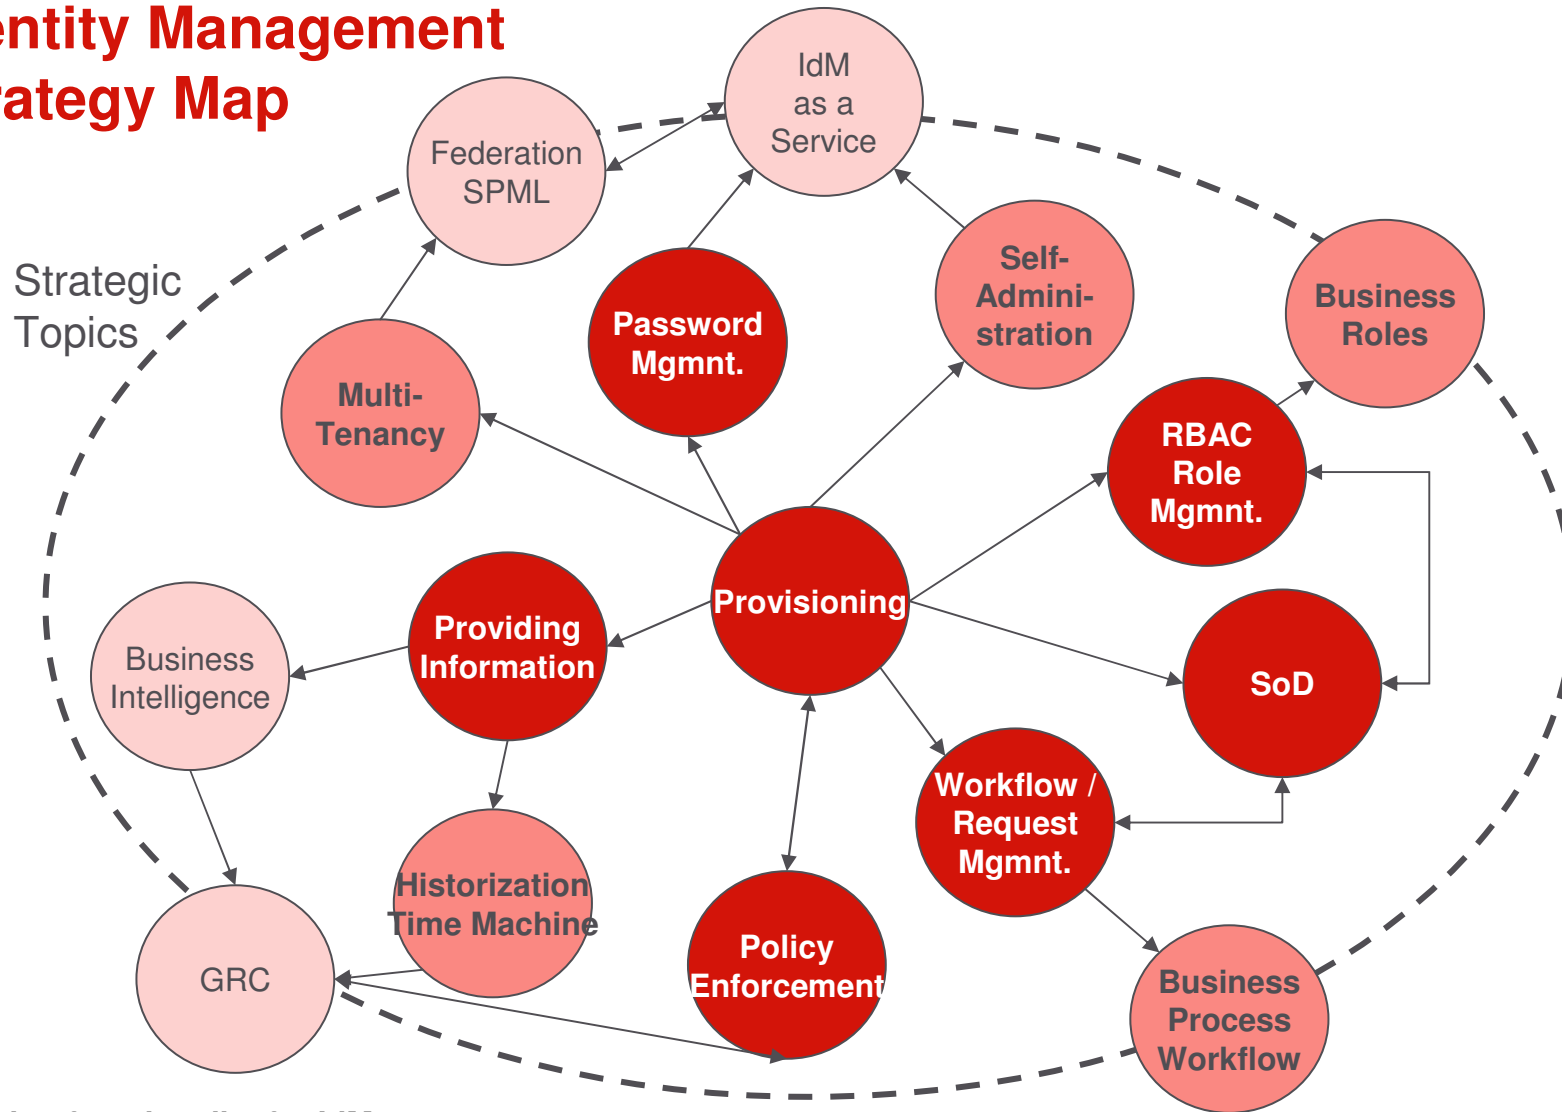 entity Management
rategy Map
IdM
as a
Service
Federation
SPML
Strategic
Topics
Self-
Admini-
stration
Business
Roles
Password
Mgmnt.
Multi-
Tenancy
RBAC
Role
Mgmnt.
Provisioning
Providing
Information
Business
Intelligence
SoD
Workflow /
Request
Mgmnt.
Historization
Time Machine
Policy
Enforcement
GRC
Business
Process
Workflow